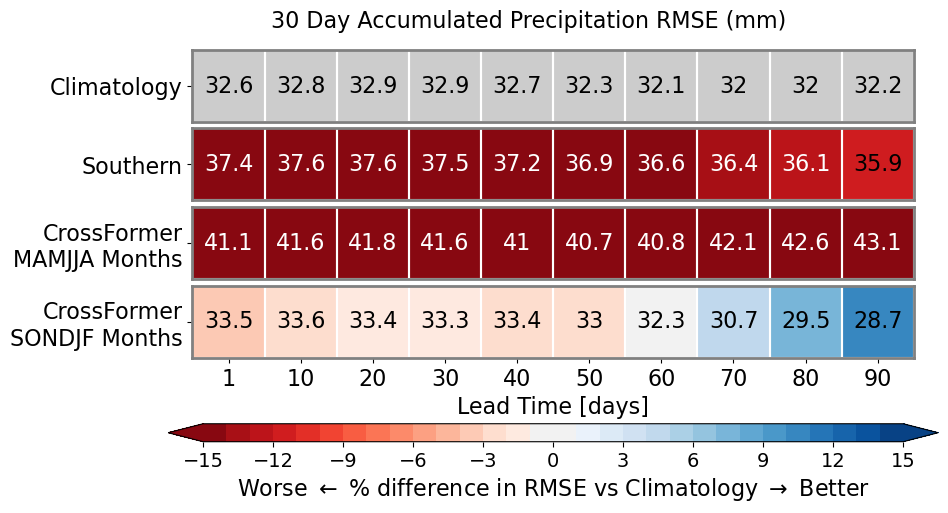 30 Day Accumulated Precipitation RMSE (mm)
Climatology 32.6 32.8 32.9 32.9 32.7 32.3 32.1 32 32 32.2
Southern 37.4 37.6 37.6 37.5 37.2 36.9 36.6 36.4 36.1 35.9
CrossFormer
MAMJJA Months 41.1 41.6 41.8 41.6 41 40.7 40.8 42.1 42.6 43.1
CrossFormer
SONDJF Months 33.5 33.6 33.4 33.3 33.4 33 32.3 30.7 29.5 28.7
1 10 20 30 40 50 60 70 80 90
Lead Time [days]
−15 −12 −9 −6 −3 0 3 6 9 12 15
Worse ← % difference in RMSE vs Climatology → Better